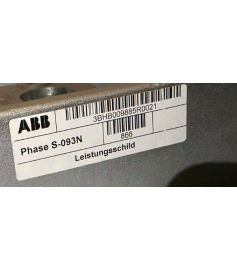 ABB
3BHB009885R0021
Phase S-093N
866
Leistungsschild